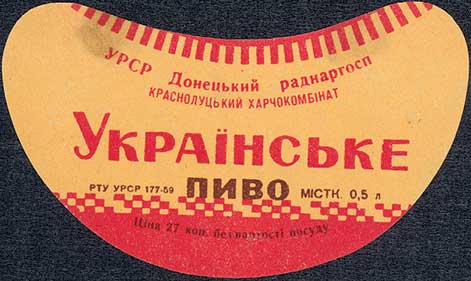 УРСР Донецький раднаргосп
КРАСНОЛУЦЬКИЙ ХАРЧОКОМБІНАТ
УКРАЇНСЬКЕ
РТУ УРСР 177-59 ПИВО МІСТК. 0,5 л
Ціна 27 коп. без вартості посуду